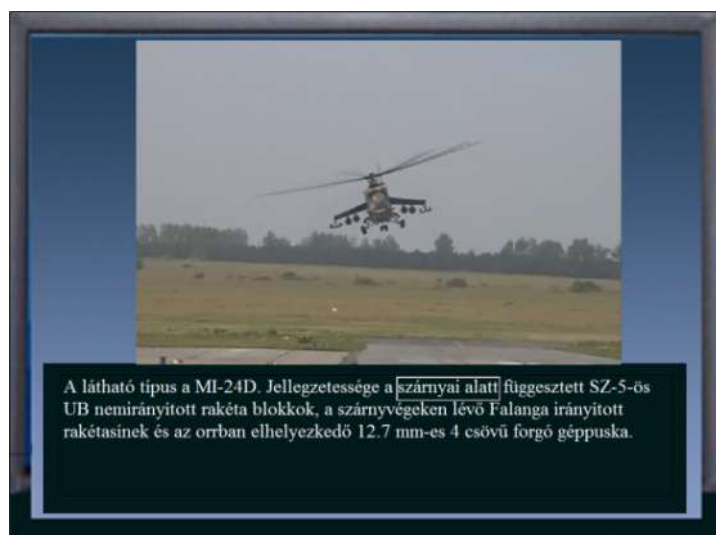 A látható típus a MI-24D. Jellegzetessége a szárnyai alatt függesztett SZ-5-ös
UB nemirányított rakéta blokkok, a szárnyvégeken lévő Falanga irányított
rakétasínek és az orrban elhelyezkedő 12.7 mm-es 4 csövű forgó géppuska.